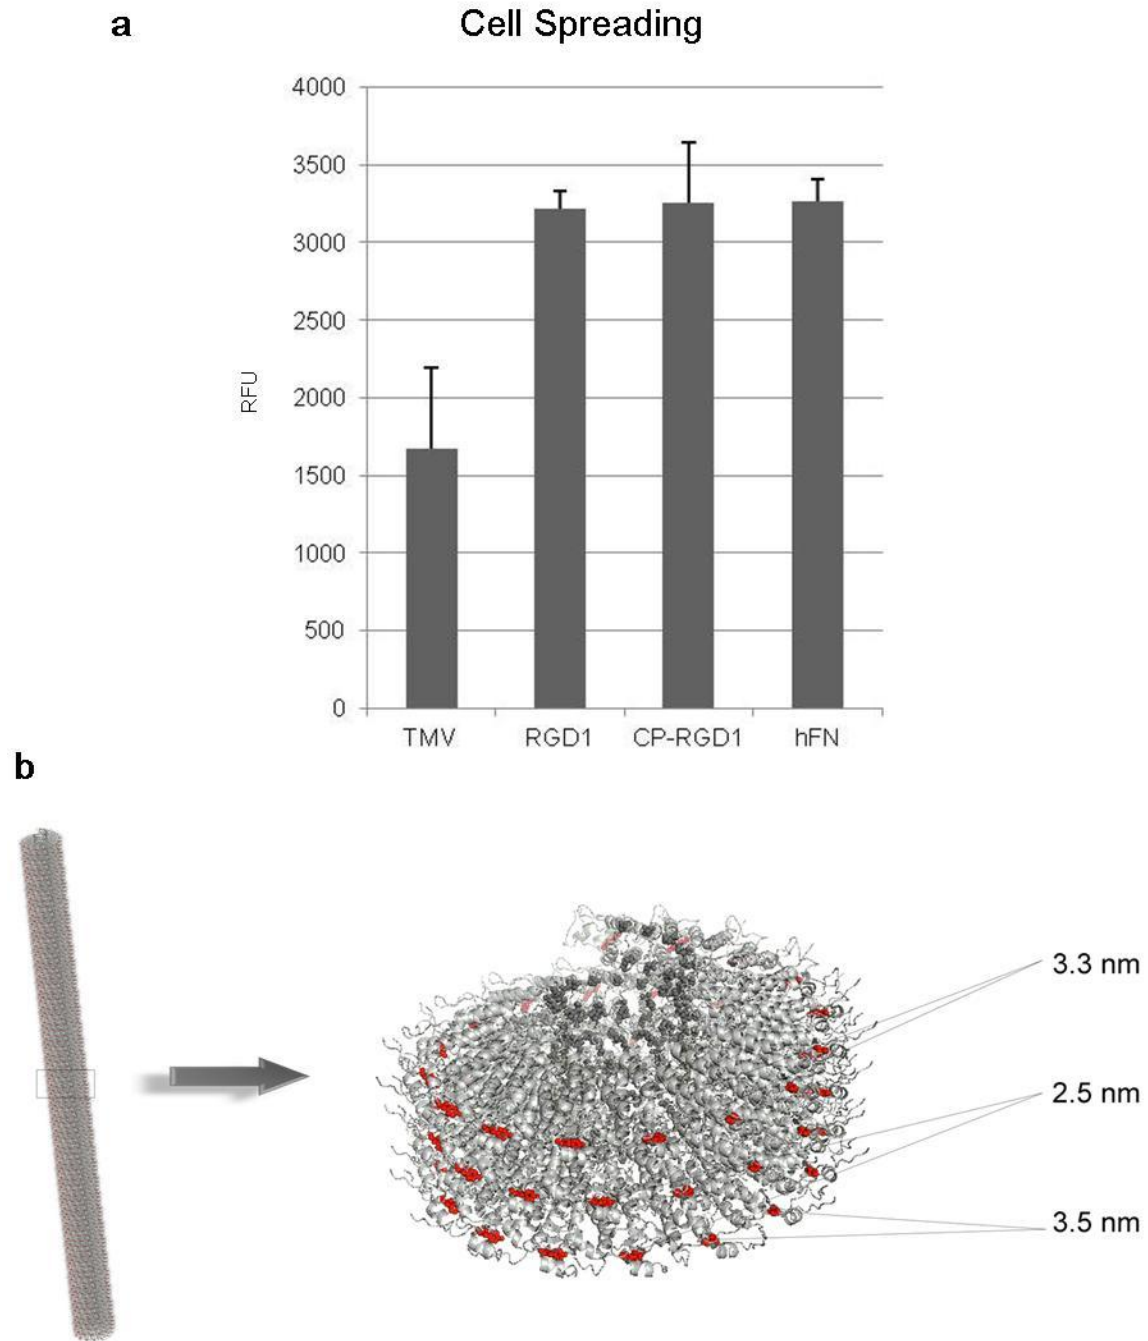 a
Cell Spreading
4000
3500
3000
2500
2000
1500
1000
500
0
RFU
TMV RGD1 CP-RGD1 hFN
b
3.3 nm
2.5 nm
3.5 nm